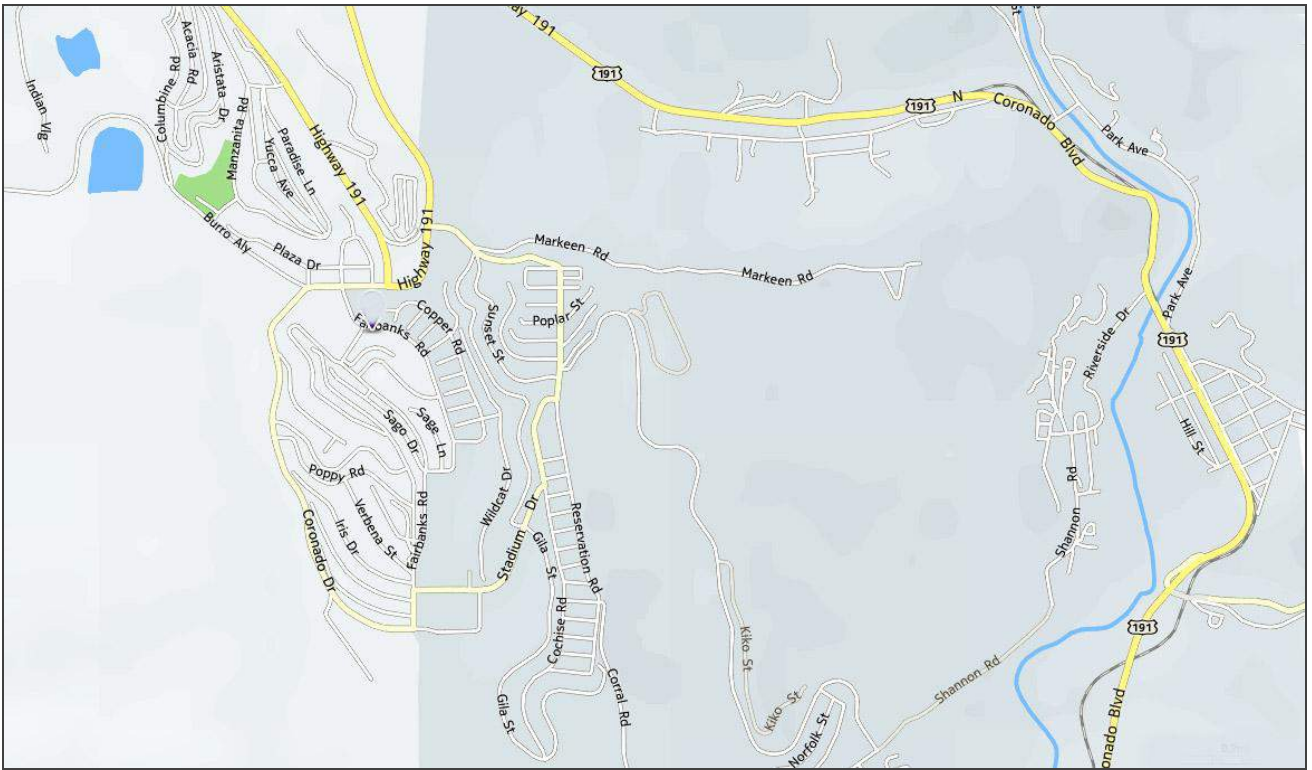 ay 191
St
191
191
N
Coronado Blvd
Acacia Rd
Columbine Rd
Aristata Dr
Manzanita Rd
Indian Vlg
Paradise Ln
Yucca Ave
Highway 191
Park Ave
Burro Aly
Plaza Dr
Highway 191
Markeen Rd
Markeen Rd
Park Ave
Copper Rd
Fairbanks Rd
Sunset St
Poplar St
Riverside Dr
191
Sago Dr
Sage Ln
Hill St
Poppy Rd
Verbena St
Iris Dr
Coronado Dr
Fairbanks Rd
Wildcat Dr
Stadium Dr
Gila St
Reservation Rd
Shannon Rd
Cochise Rd
Gila St
Corral Rd
Kiko St
Kiko St
Norfolk St
Shannon Rd
191
onado Blvd